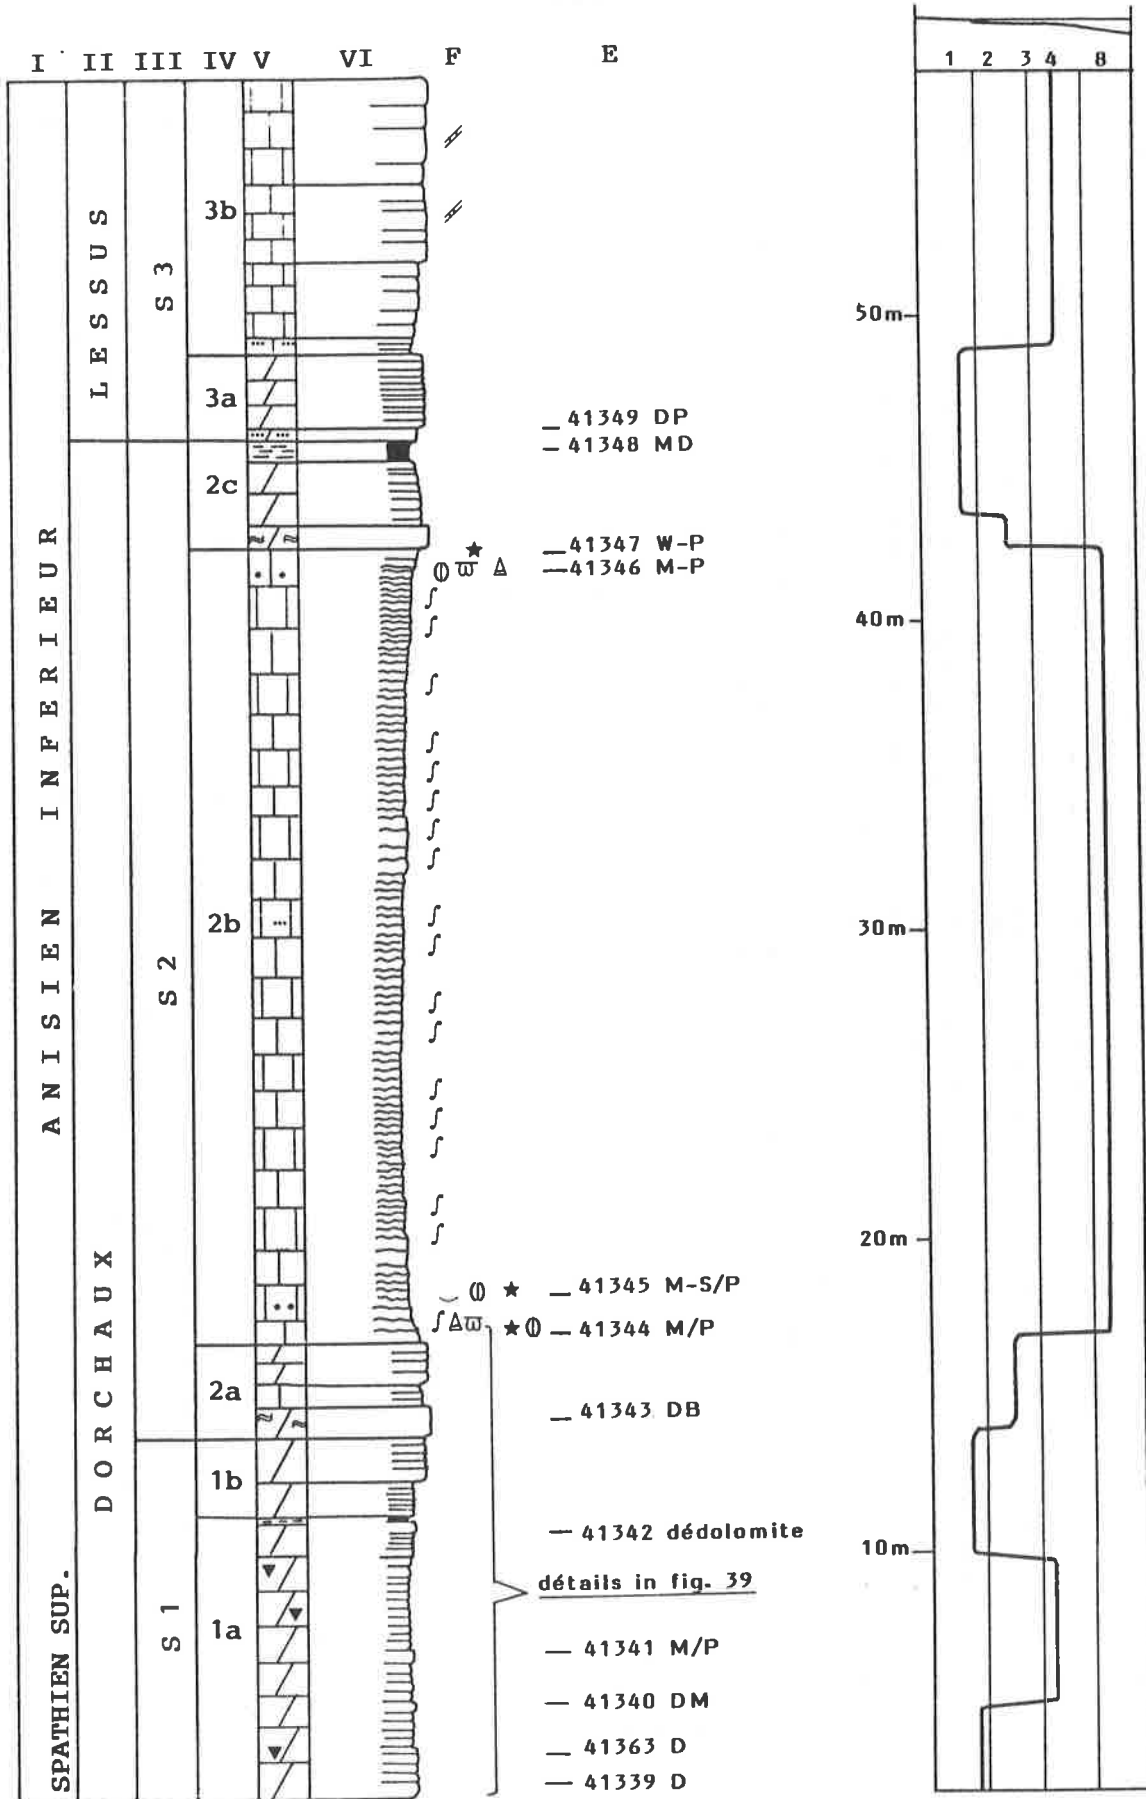 I II III IV V VI F E
1 2 3 4 8
3b
LESSUS
S 3
50m
3a
41349 DP
41348 MD
2c
41347 W-P
41346 M-P
40m
ANISIEN INFERIEUR
2b
30m
S 2
20m
41345 M-S/P
41344 M/P
DORCHAUX
2a
41343 DB
1b
41342 dédolomite
10m
détails in fig. 39
SPATHIEN SUP.
S 1
1a
41341 M/P
41340 DM
41363 D
41339 D